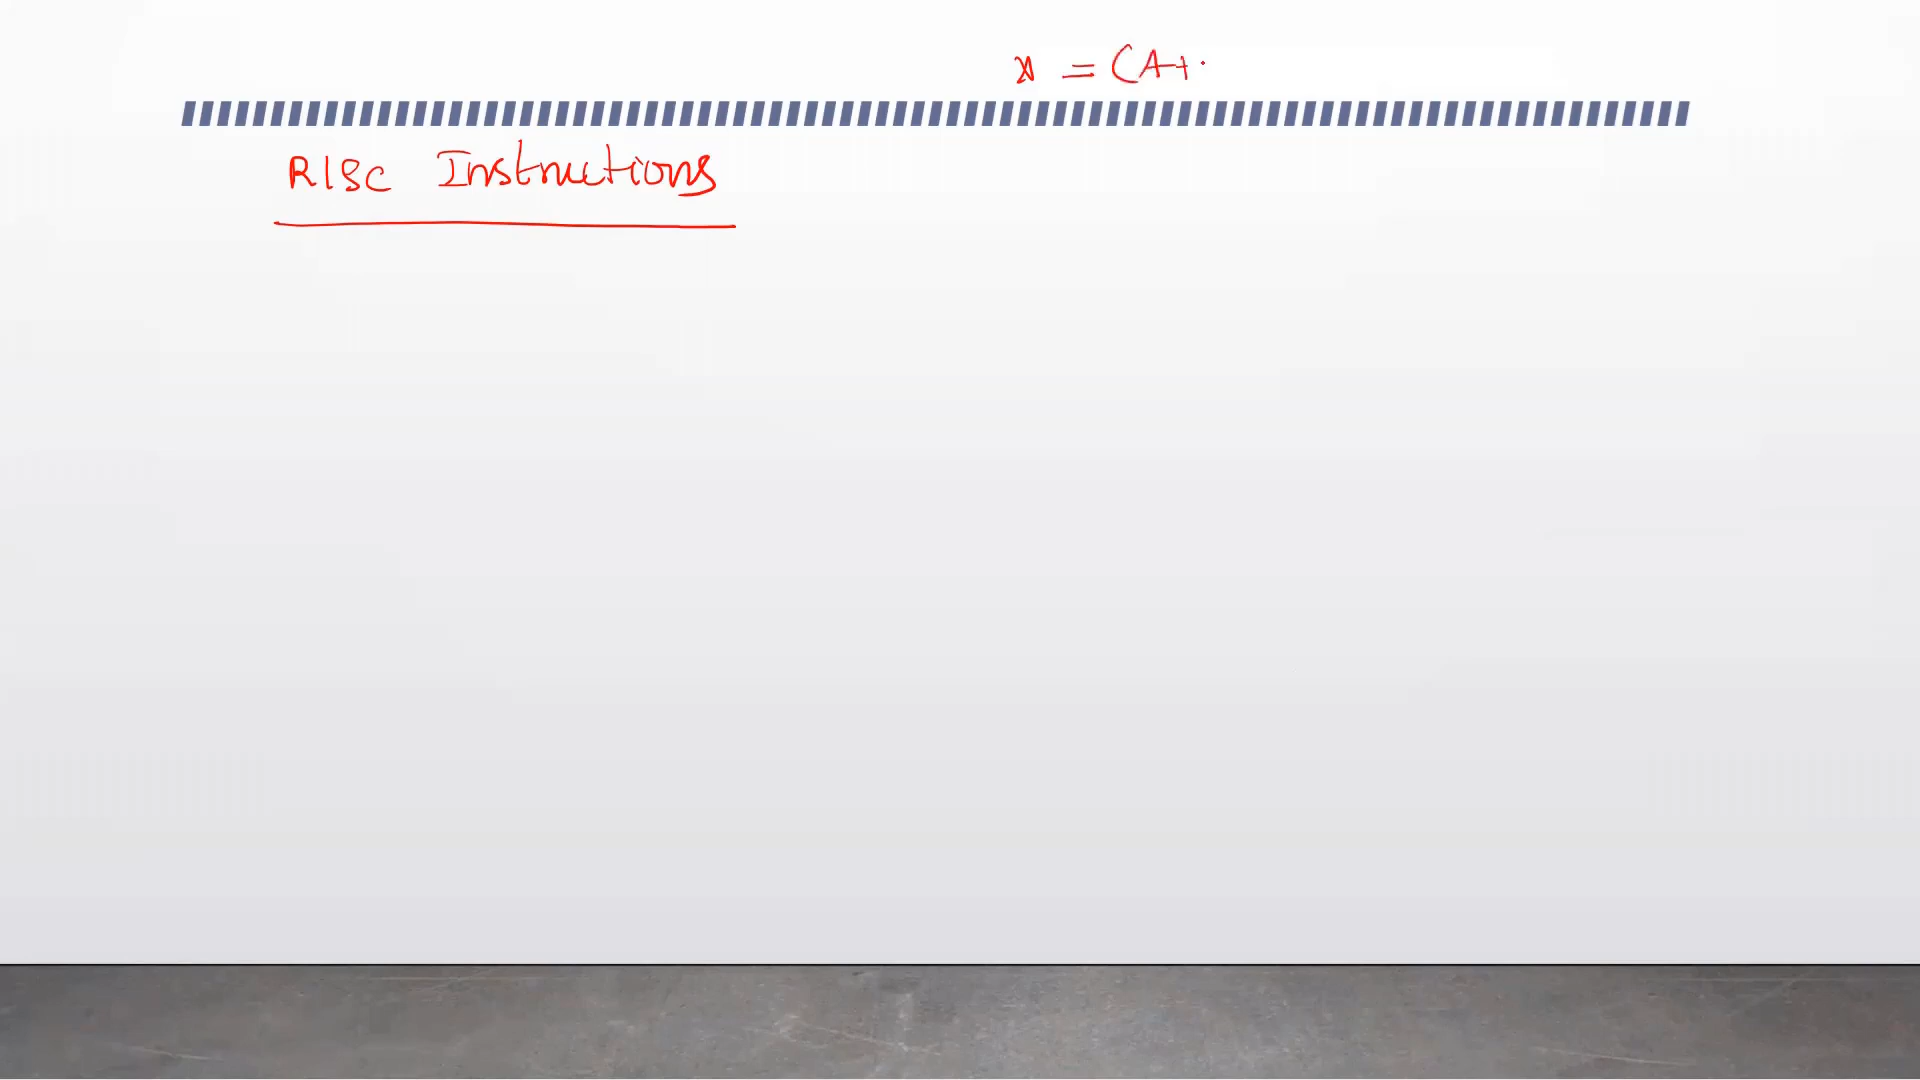 x = (A+
RISC Instructions